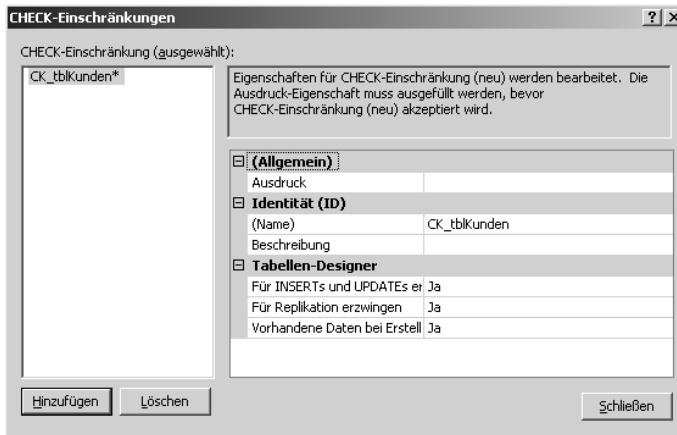 CHECK-Einschränkungen
CHECK-Einschränkung (ausgewählt):
CK_tblKunden*
Eigenschaften für CHECK-Einschränkung (neu) werden bearbeitet. Die
Ausdruck-Eigenschaft muss ausgefüllt werden, bevor
CHECK-Einschränkung (neu) akzeptiert wird.
(Allgemein)
Ausdruck
Identität (ID)
(Name) CK_tblKunden
Beschreibung
Tabellen-Designer
Für INSERTs und UPDATEs er Ja
Für Replikation erzwingen Ja
Vorhandene Daten bei Erstell Ja
Hinzufügen Löschen
Schließen